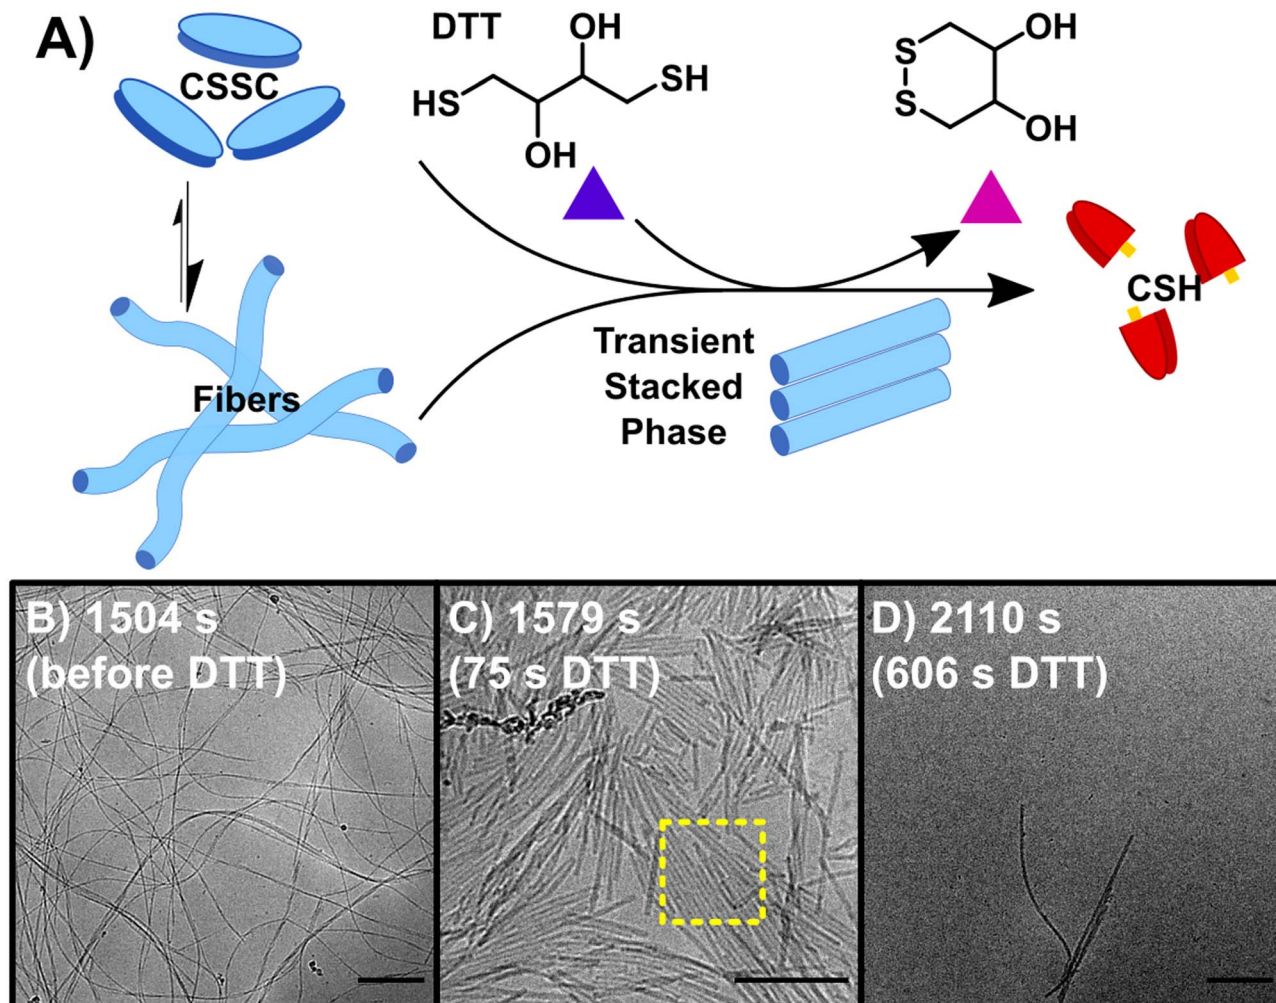 A)
CSSC
DTT
OH
HS
SH
OH
S
S
OH
OH
CSH
Fibers
Transient
Stacked
Phase
B) 1504 s
(before DTT)
C) 1579 s
(75 s DTT)
D) 2110 s
(606 s DTT)